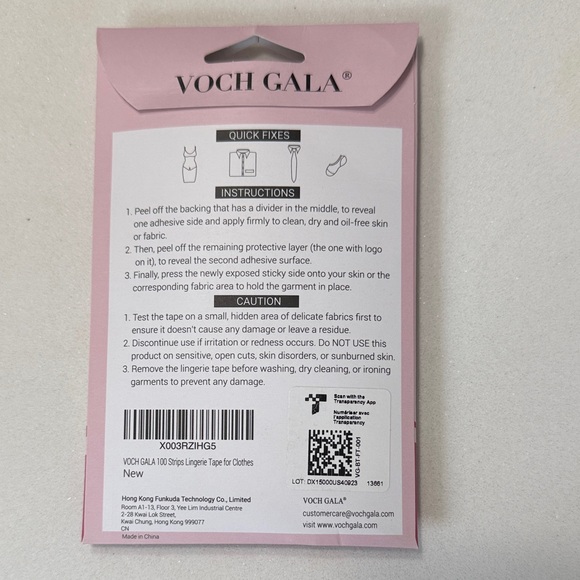 VOCH GALA®
QUICK FIXES
INSTRUCTIONS
1. Peel off the backing that has a divider in the middle, to reveal
one adhesive side and apply firmly to clean, dry and oil-free skin
or fabric.
2. Then, peel off the remaining protective layer (the one with logo
on it), to reveal the second adhesive surface.
3. Finally, press the newly exposed sticky side onto your skin or the
corresponding fabric area to hold the garment in place.
CAUTION
1. Test the tape on a small, hidden area of delicate fabrics first to
ensure it doesn't cause any damage or leave a residue.
2. Discontinue use if irritation or redness occurs. Do NOT USE this
product on sensitive, open cuts, skin disorders, or sunburned skin.
3. Remove the lingerie tape before washing, dry cleaning, or ironing
garments to prevent any damage.
X003RZIHG5
VOCH GALA 100 Strips Lingerie Tape for Clothes
New
Scan with the
Transparency App
Numériser avec
l'application
Transparency
VG-BT-FT-001
LOT: DX15000US40923 13661
Hong Kong Funkuda Technology Co., Limited
Room A1-13, Floor 3, Yee Lim Industrial Centre
2-28 Kwai Lok Street,
Kwai Chung, Hong Kong 999077
CN
Made in China
VOCH GALA®
customercare@vochgala.com
visit www.vochgala.com